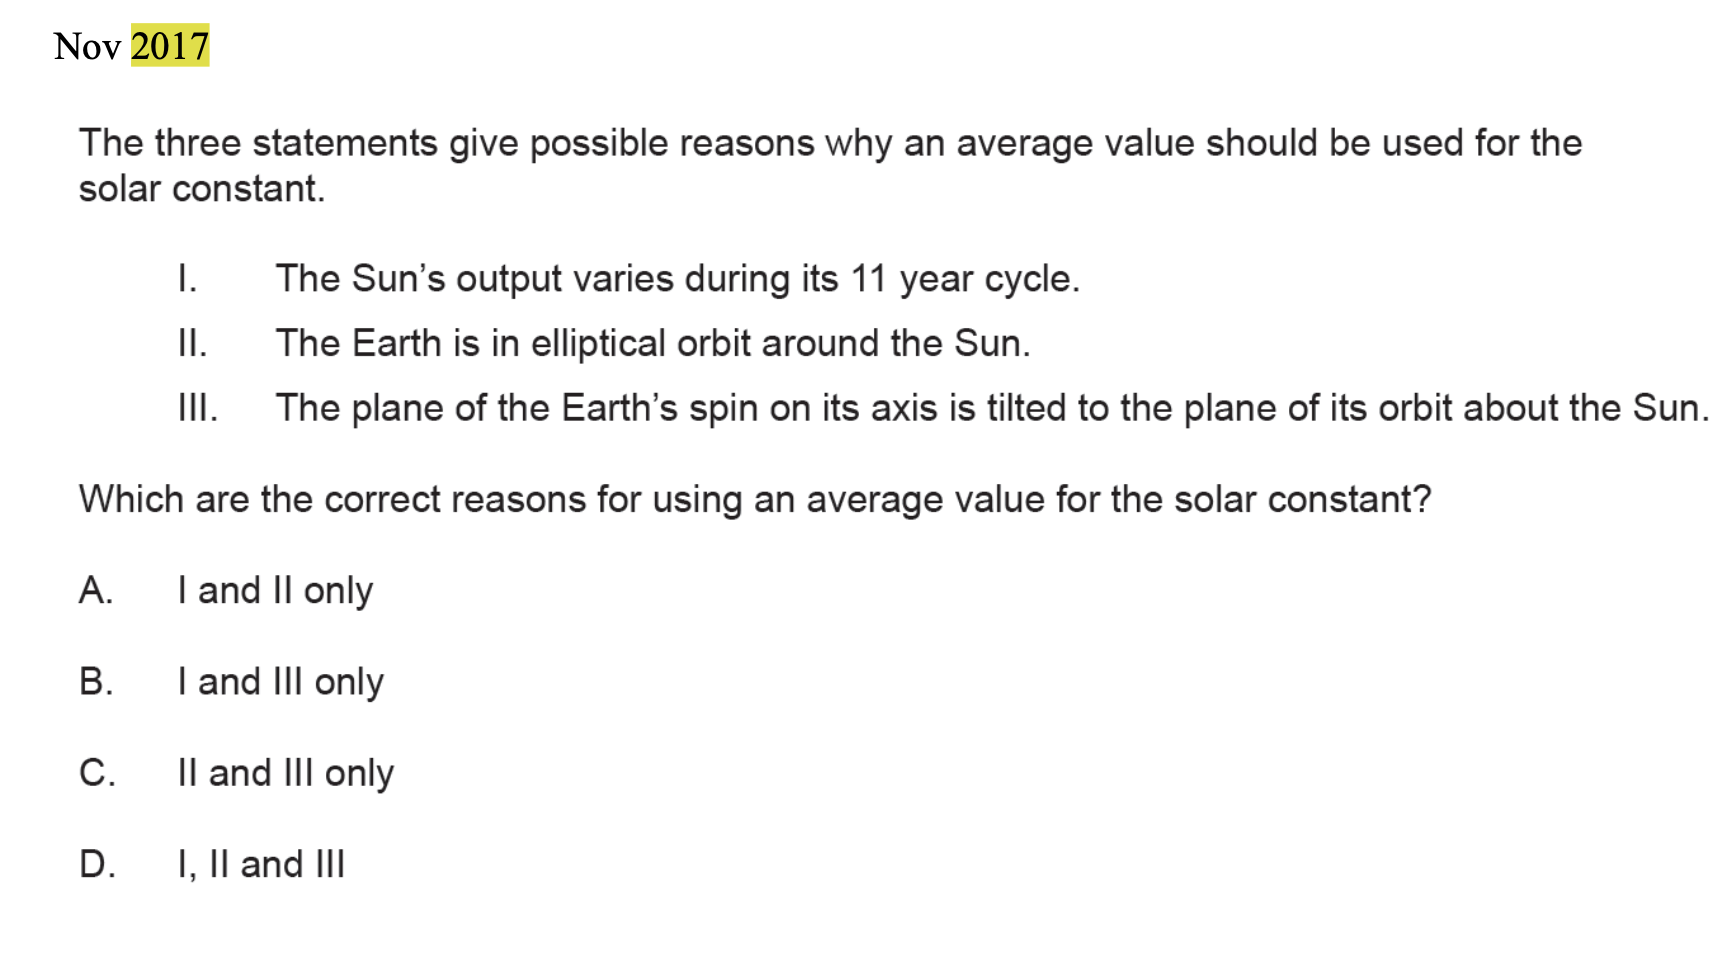 Nov 2017
The three statements give possible reasons why an average value should be used for the
solar constant.
I. The Sun's output varies during its 11 year cycle.
II. The Earth is in elliptical orbit around the Sun.
III. The plane of the Earth's spin on its axis is tilted to the plane of its orbit about the Sun.
Which are the correct reasons for using an average value for the solar constant?
A. I and II only
B. I and III only
C. II and III only
D. I, II and III